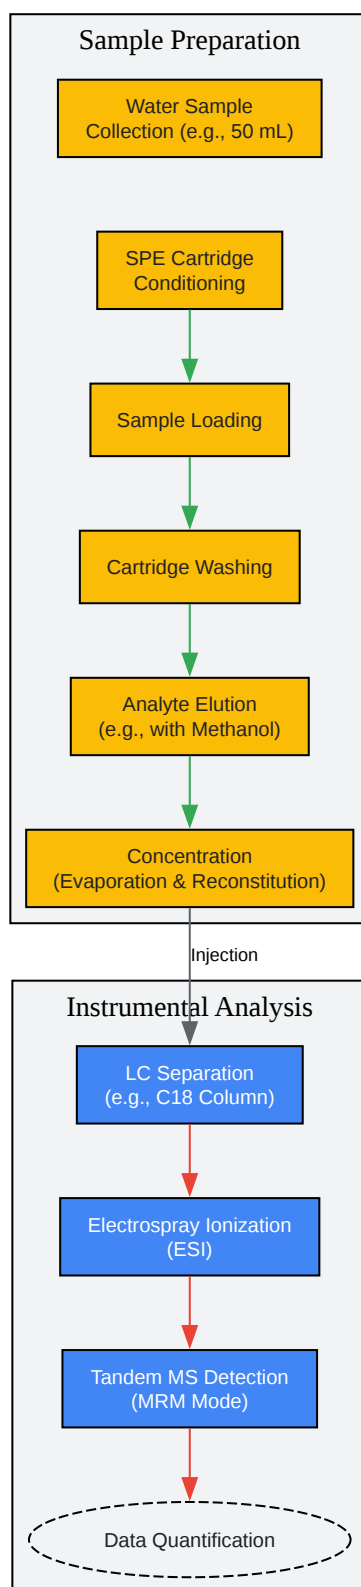 Sample Preparation
Water Sample
Collection (e.g., 50 mL)
SPE Cartridge
Conditioning
Sample Loading
Cartridge Washing
Analyte Elution
(e.g., with Methanol)
Concentration
(Evaporation & Reconstitution)
Injection
Instrumental Analysis
LC Separation
(e.g., C18 Column)
Electrospray Ionization
(ESI)
Tandem MS Detection
(MRM Mode)
Data Quantification